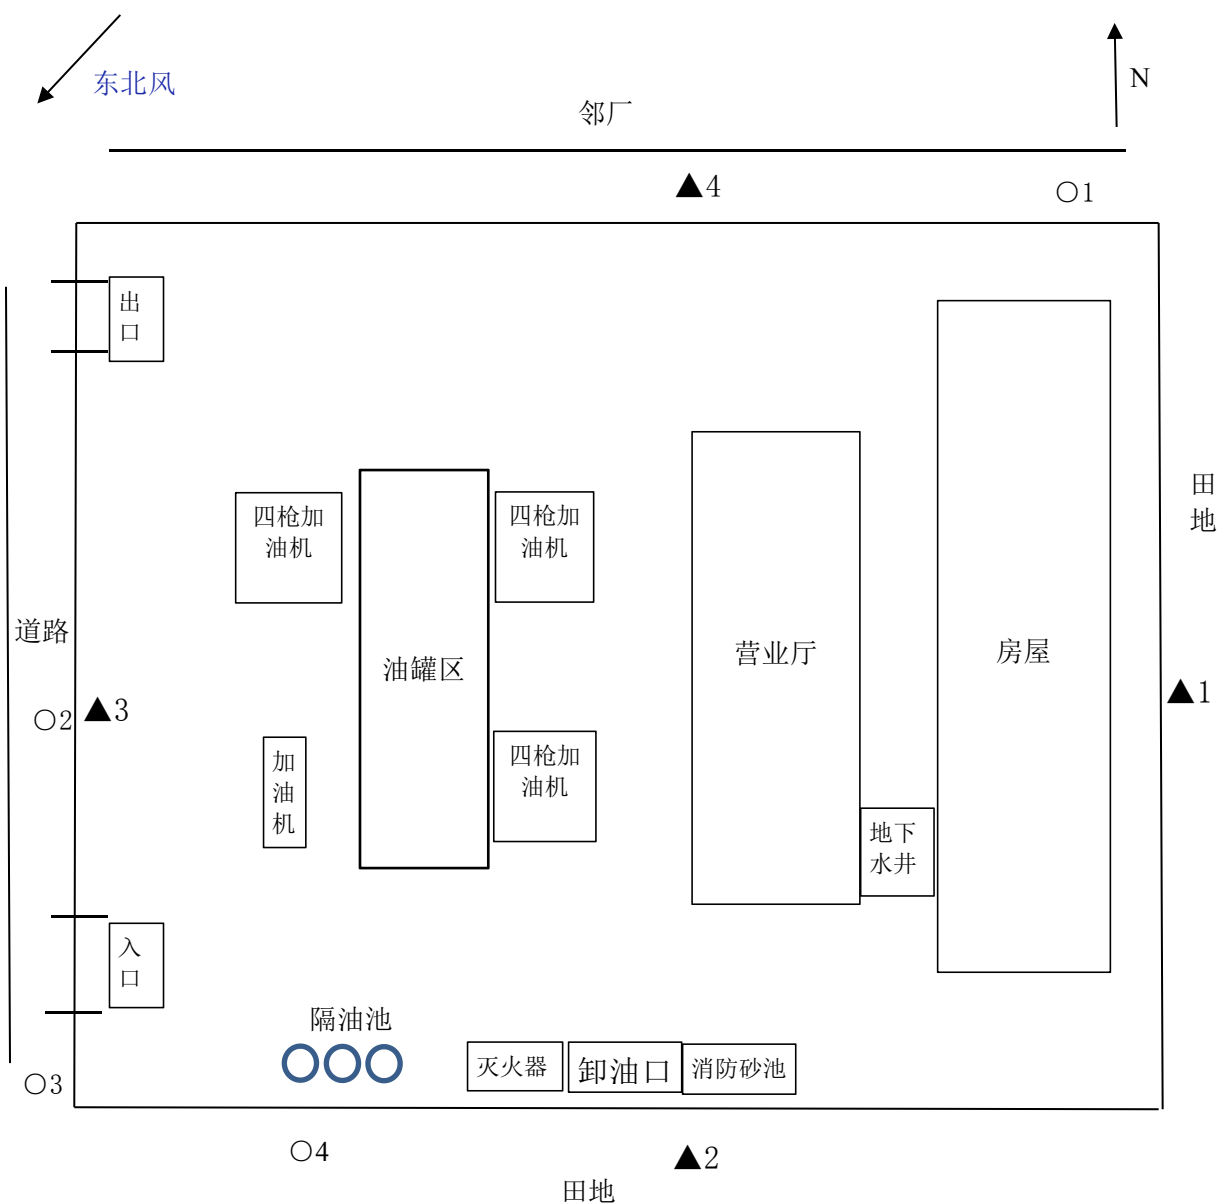 东北风
N
邻厂
▲4
○1
出
口
田
地
四枪加
油机
四枪加
油机
道路
油罐区
营业厅
房屋
▲1
○2
▲3
加
油
机
四枪加
油机
地下
水井
入
口
隔油池
灭火器
卸油口
消防砂池
○3
○4
▲2
田地